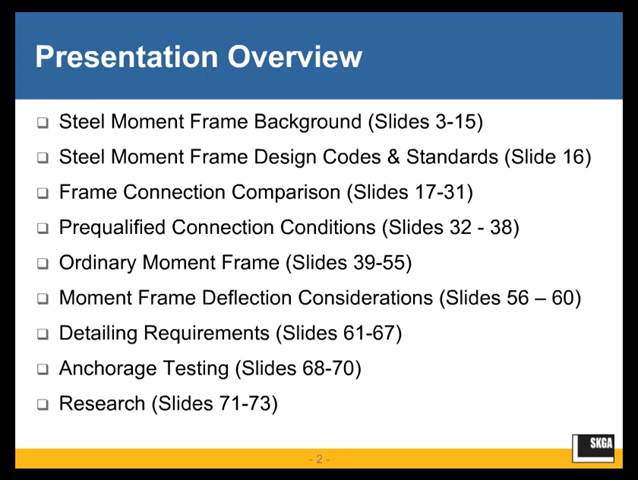 Presentation Overview
Steel Moment Frame Background (Slides 3-15)
Steel Moment Frame Design Codes & Standards (Slide 16)
Frame Connection Comparison (Slides 17-31)
Prequalified Connection Conditions (Slides 32 - 38)
Ordinary Moment Frame (Slides 39-55)
Moment Frame Deflection Considerations (Slides 56 – 60)
Detailing Requirements (Slides 61-67)
Anchorage Testing (Slides 68-70)
Research (Slides 71-73)
SKGA
- 2 -